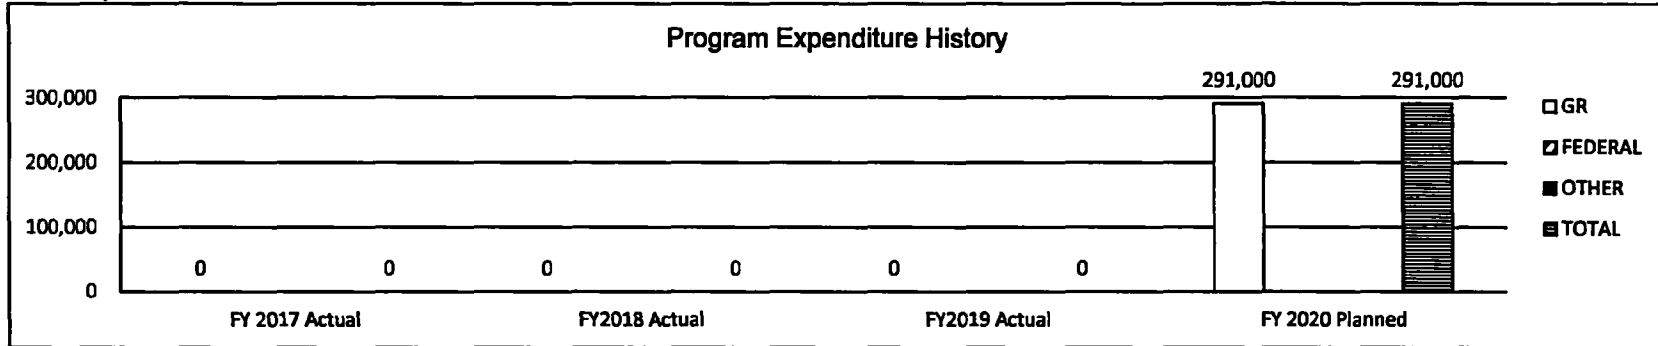 Program Expenditure History
291,000 291,000
300,000
200,000
100,000
0
0 0 0 0 0 0
FY 2017 Actual FY2018 Actual FY2019 Actual FY 2020 Planned
GR
FEDERAL
OTHER
TOTAL